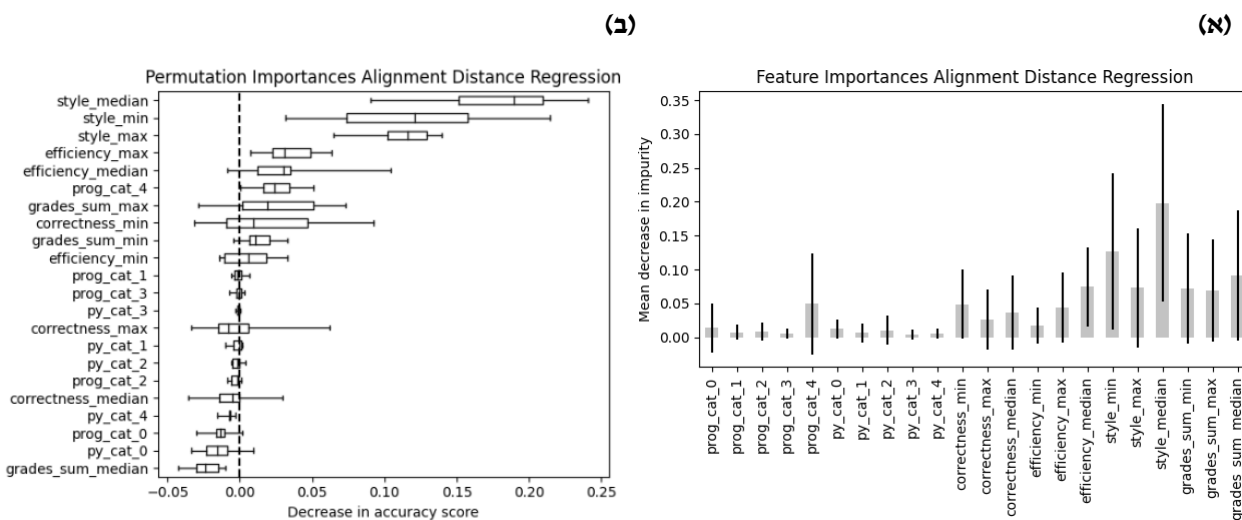 (ב)
(א)
Permutation Importances Alignment Distance Regression
style_median
style_min
style_max
efficiency_max
efficiency_median
prog_cat_4
grades_sum_max
correctness_min
grades_sum_min
efficiency_min
prog_cat_1
prog_cat_3
py_cat_3
correctness_max
py_cat_1
py_cat_2
prog_cat_2
correctness_median
py_cat_4
prog_cat_0
py_cat_0
grades_sum_median
−0.05 0.00 0.05 0.10 0.15 0.20 0.25
Decrease in accuracy score
Feature Importances Alignment Distance Regression
Mean decrease in impurity
0.35
0.30
0.25
0.20
0.15
0.10
0.05
0.00
prog_cat_0
prog_cat_1
prog_cat_2
prog_cat_3
prog_cat_4
py_cat_0
py_cat_1
py_cat_2
py_cat_3
py_cat_4
correctness_min
correctness_max
correctness_median
efficiency_min
efficiency_max
efficiency_median
style_min
style_max
style_median
grades_sum_min
grades_sum_max
grades_sum_median